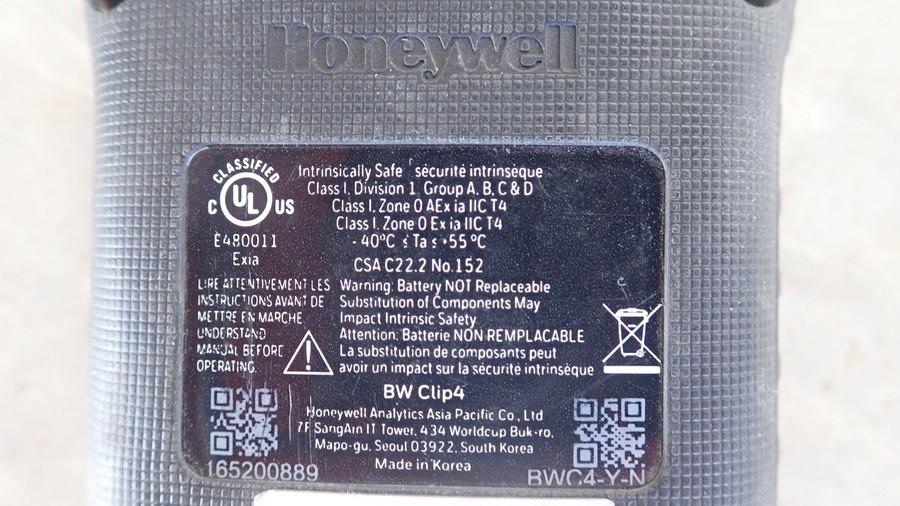 Honeywell
CLASSIFIED
C UL US
E480011
Exia
Intrinsically Safe sécurité intrinsèque
Class I, Division 1, Group A, B, C & D
Class I, Zone 0 AEx ia IIC T4
Class I, Zone 0 Ex ia IIC T4
- 40°C ≤ Ta ≤ +55 °C
CSA C22.2 No.152
LIRE ATTENTIVEMENT LES
INSTRUCTIONS AVANT DE
METTRE EN MARCHE.
UNDERSTAND
MANUAL BEFORE
OPERATING.
Warning: Battery NOT Replaceable
Substitution of Components May
Impact Intrinsic Safety
Attention: Batterie NON REMPLACABLE
La substitution de composants peut
avoir un impact sur la sécurité intrinsèque
BW Clip4
Honeywell Analytics Asia Pacific Co., Ltd
7F SangAm IT Tower, 434 Worldcup Buk-ro,
Mapo-gu, Seoul 03922, South Korea
Made in Korea
165200889
BWC4-Y-N